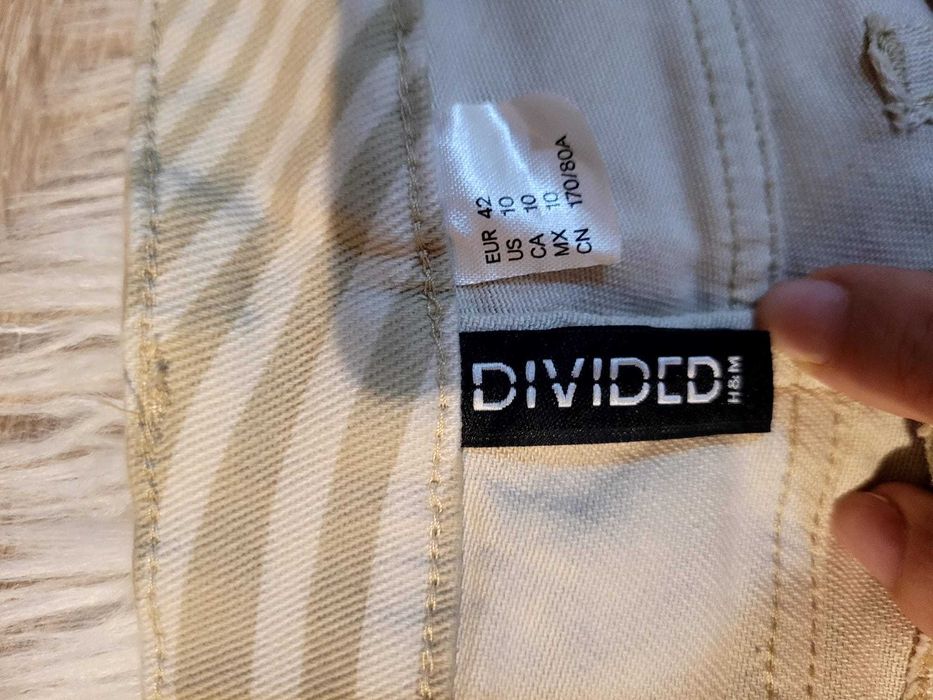 EUR 42
US 10
CA 10
MX 10
CN 170/80A
DIVIDED
H&M